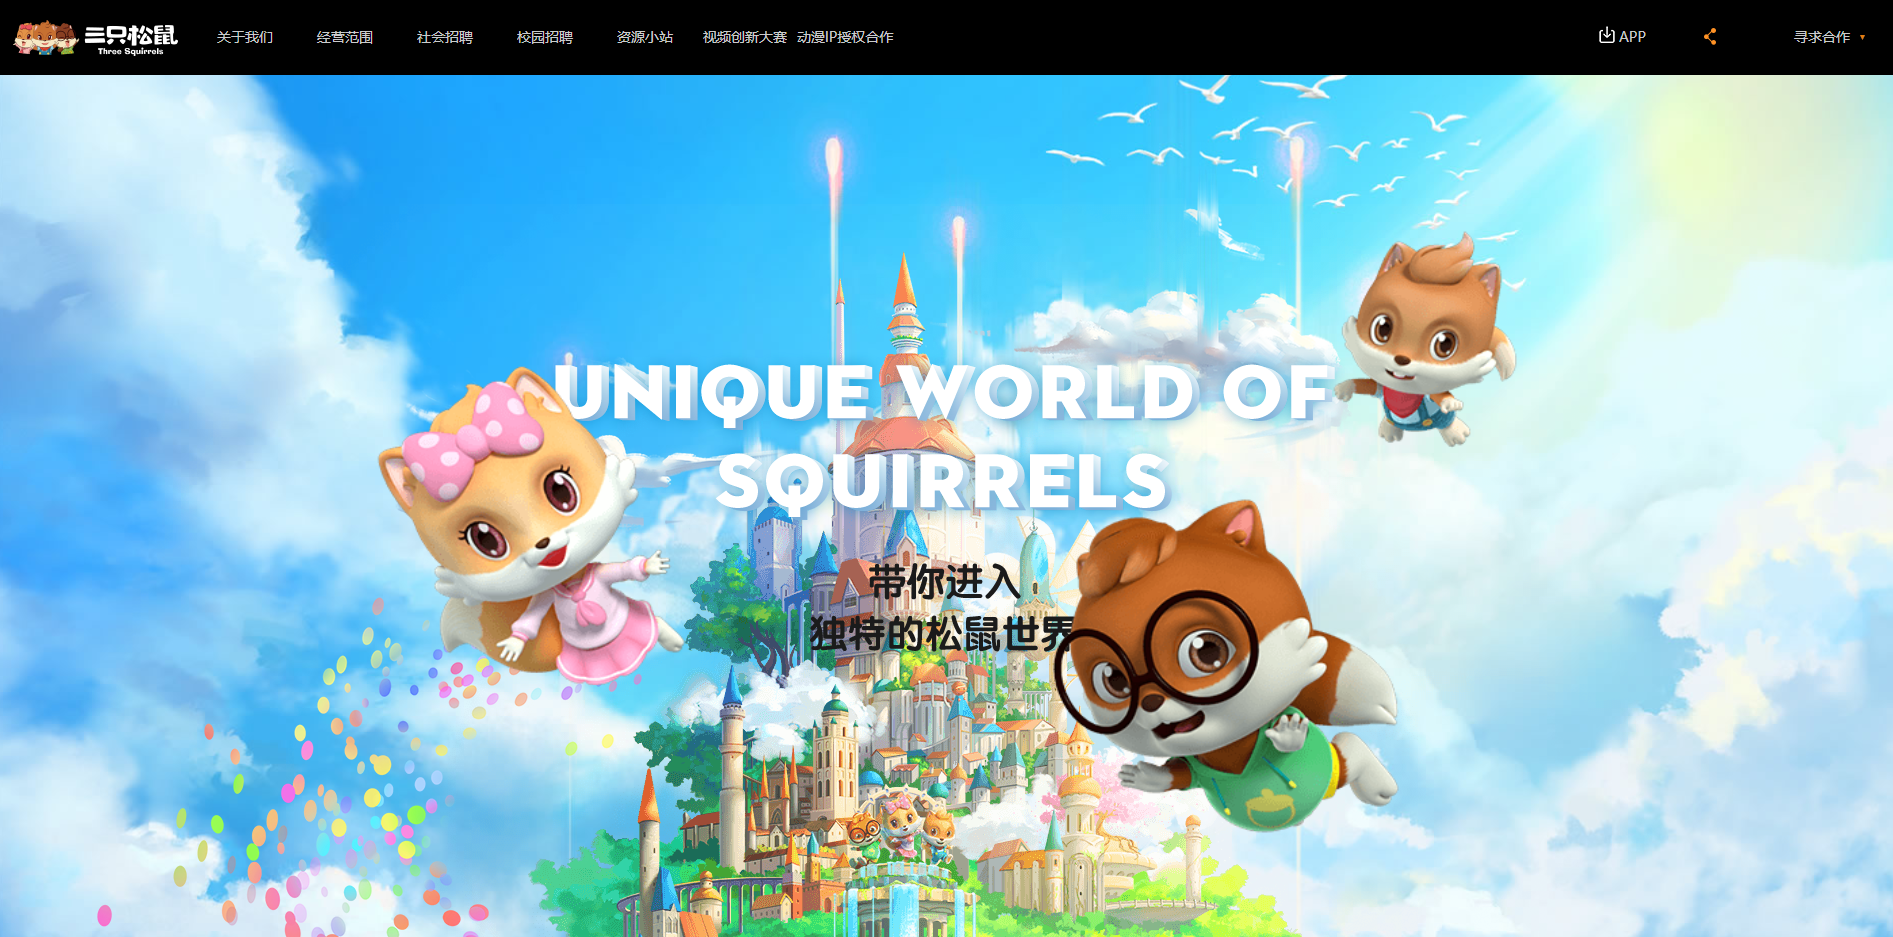 三只松鼠
Three Squirrels
关于我们
经营范围
社会招聘
校园招聘
资源小站
视频创新大赛
动漫IP授权合作
APP
寻求合作
UNIQUE WORLD OF
SQUIRRELS
带你进入
独特的松鼠世界